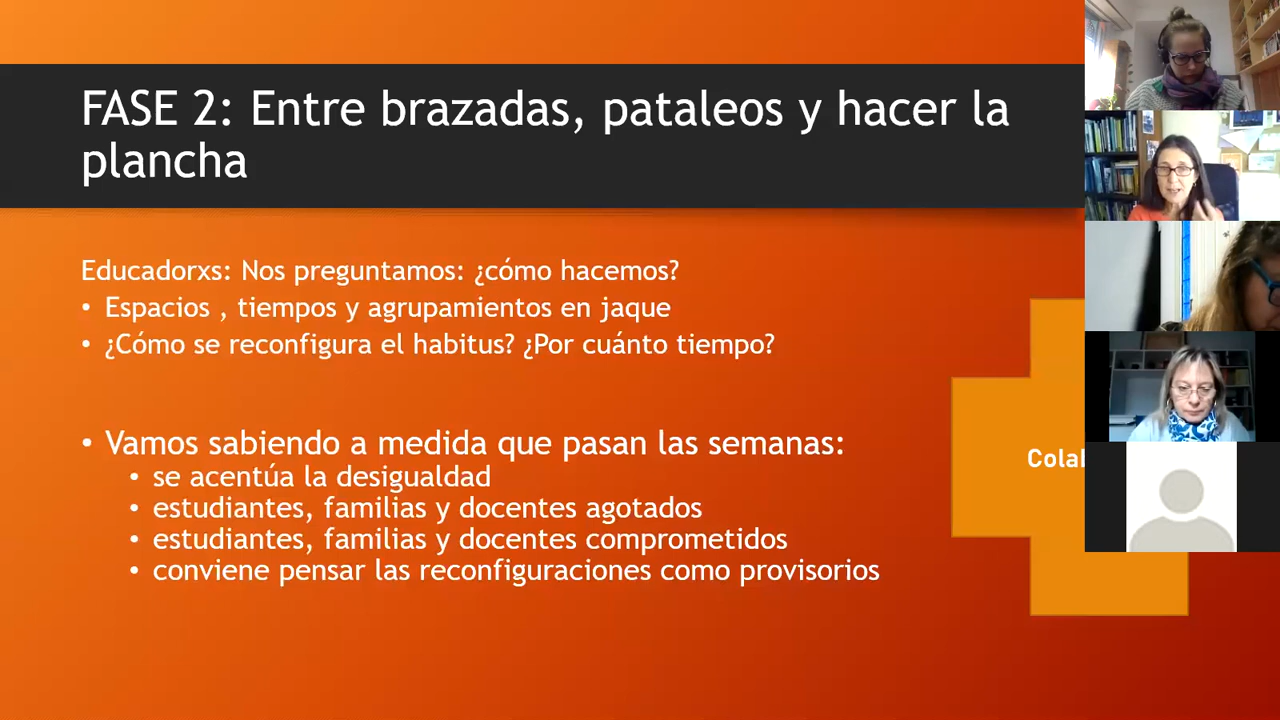 FASE 2: Entre brazadas, pataleos y hacer la
plancha
Educadorxs: Nos preguntamos: ¿cómo hacemos?
• Espacios , tiempos y agrupamientos en jaque
• ¿Cómo se reconfigura el habitus? ¿Por cuánto tiempo?
• Vamos sabiendo a medida que pasan las semanas:
• se acentúa la desigualdad
• estudiantes, familias y docentes agotados
• estudiantes, familias y docentes comprometidos
• conviene pensar las reconfiguraciones como provisorios